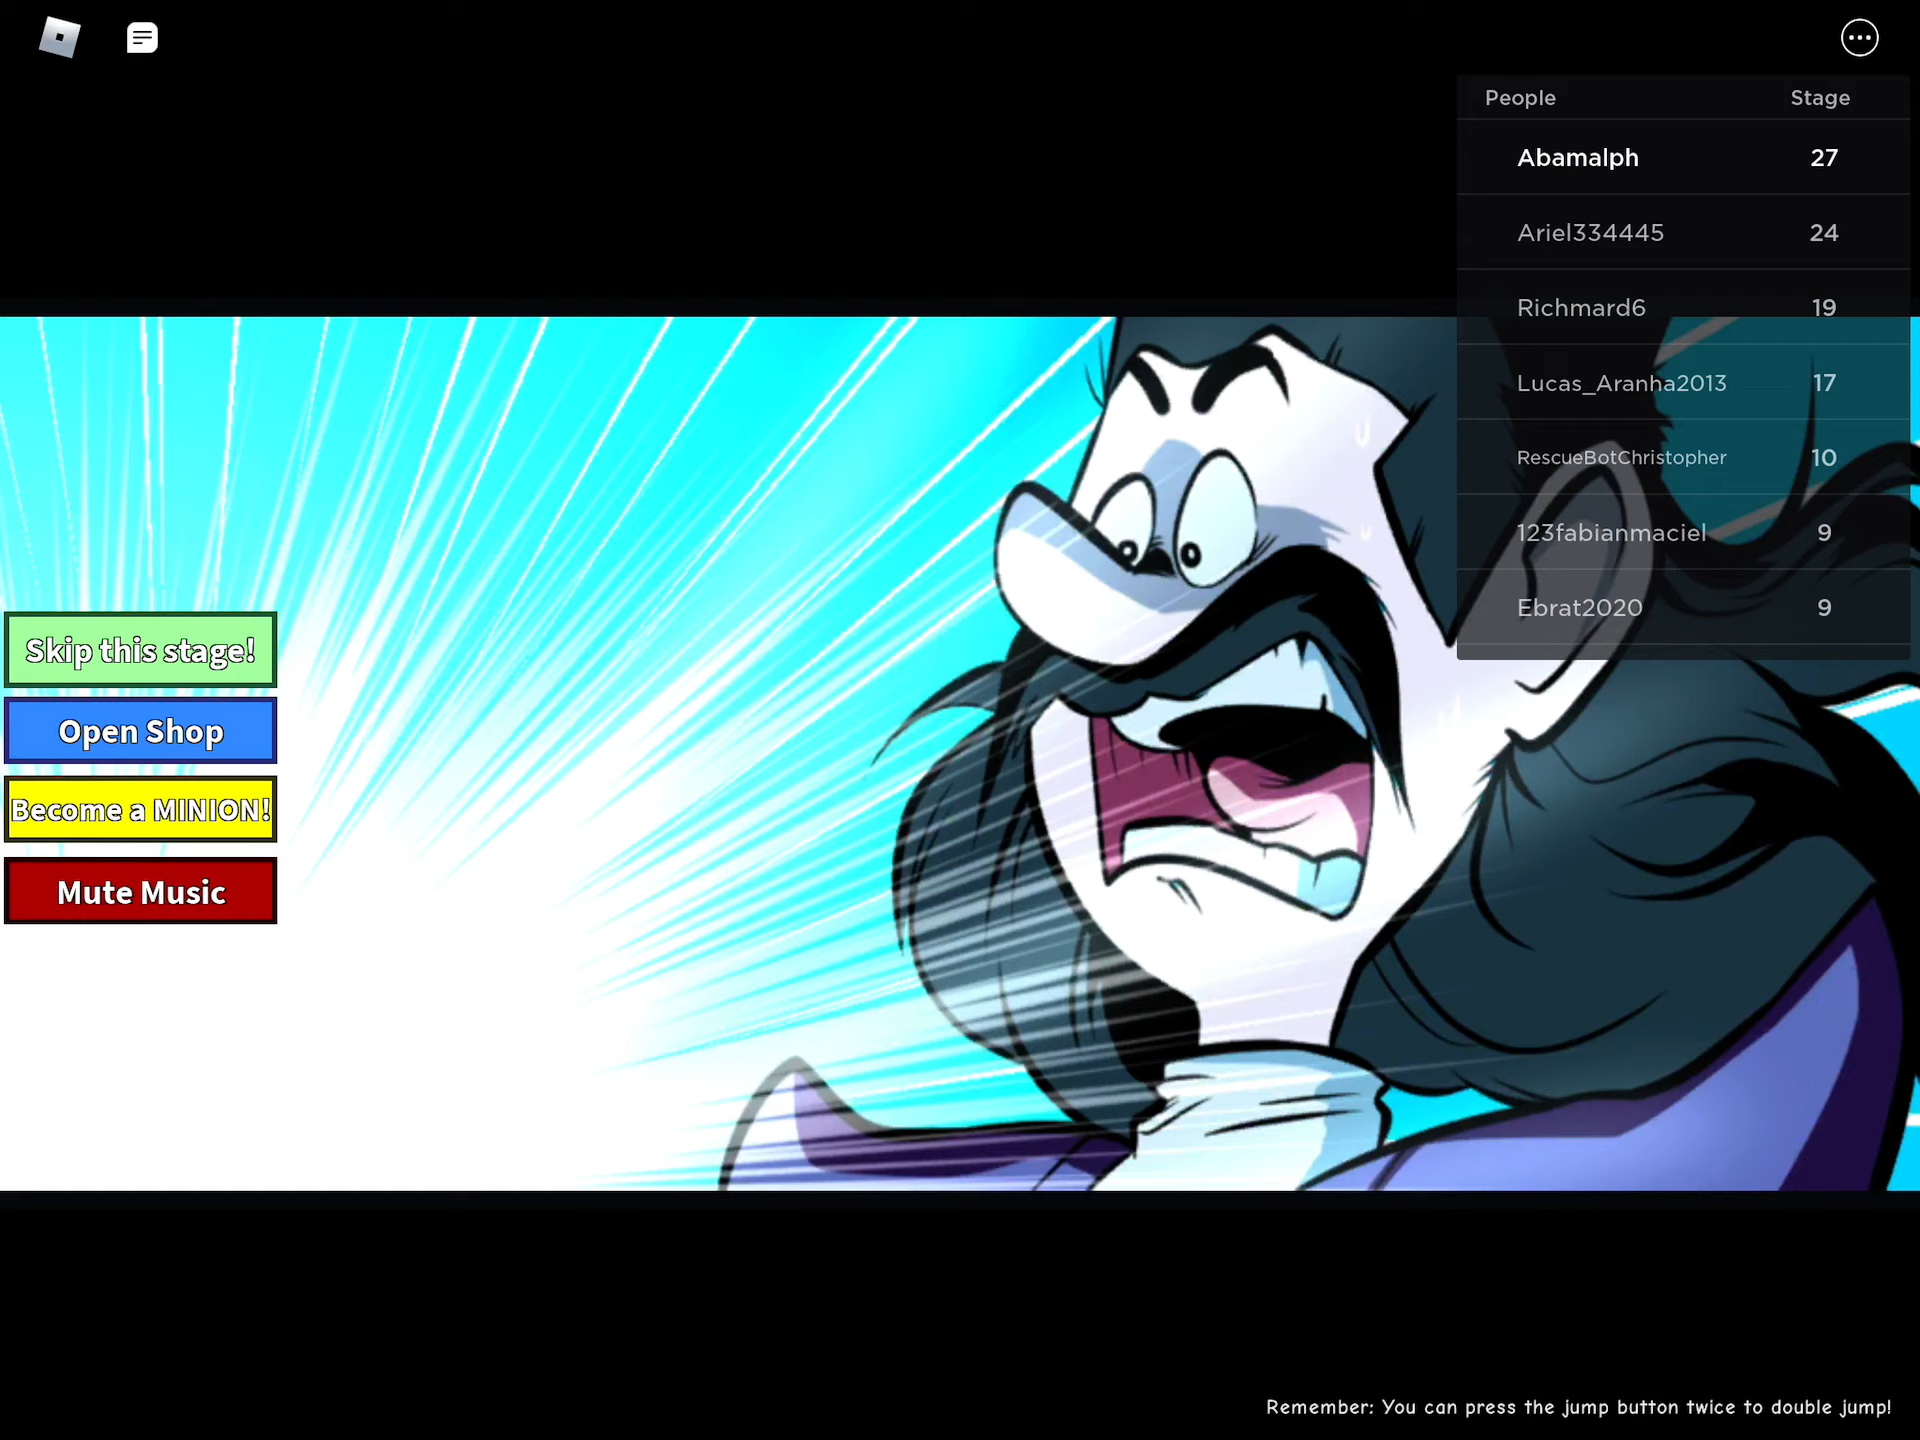 People Stage
Abamalph 27
Ariel334445 24
Richmard6 19
Lucas_Aranha2013 17
RescueBotChristopher 10
123fabianmaciel 9
Ebrat2020 9
Skip this stage!
Open Shop
Become a MINION!
Mute Music
Remember: You can press the jump button twice to double jump!